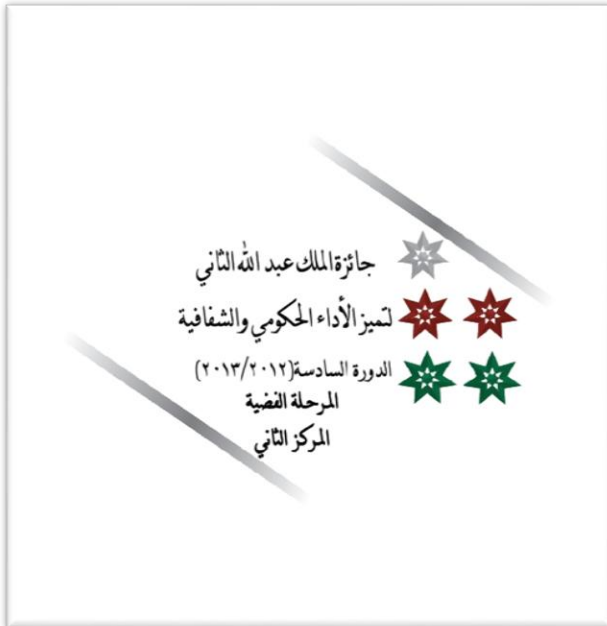 جائزة الملك عبد الله الثاني
لتميز الأداء الحكومي والشفافية
الدورة السادسة (٢٠١٢/٢٠١٣)
المرحلة الفضية
المركز الثاني